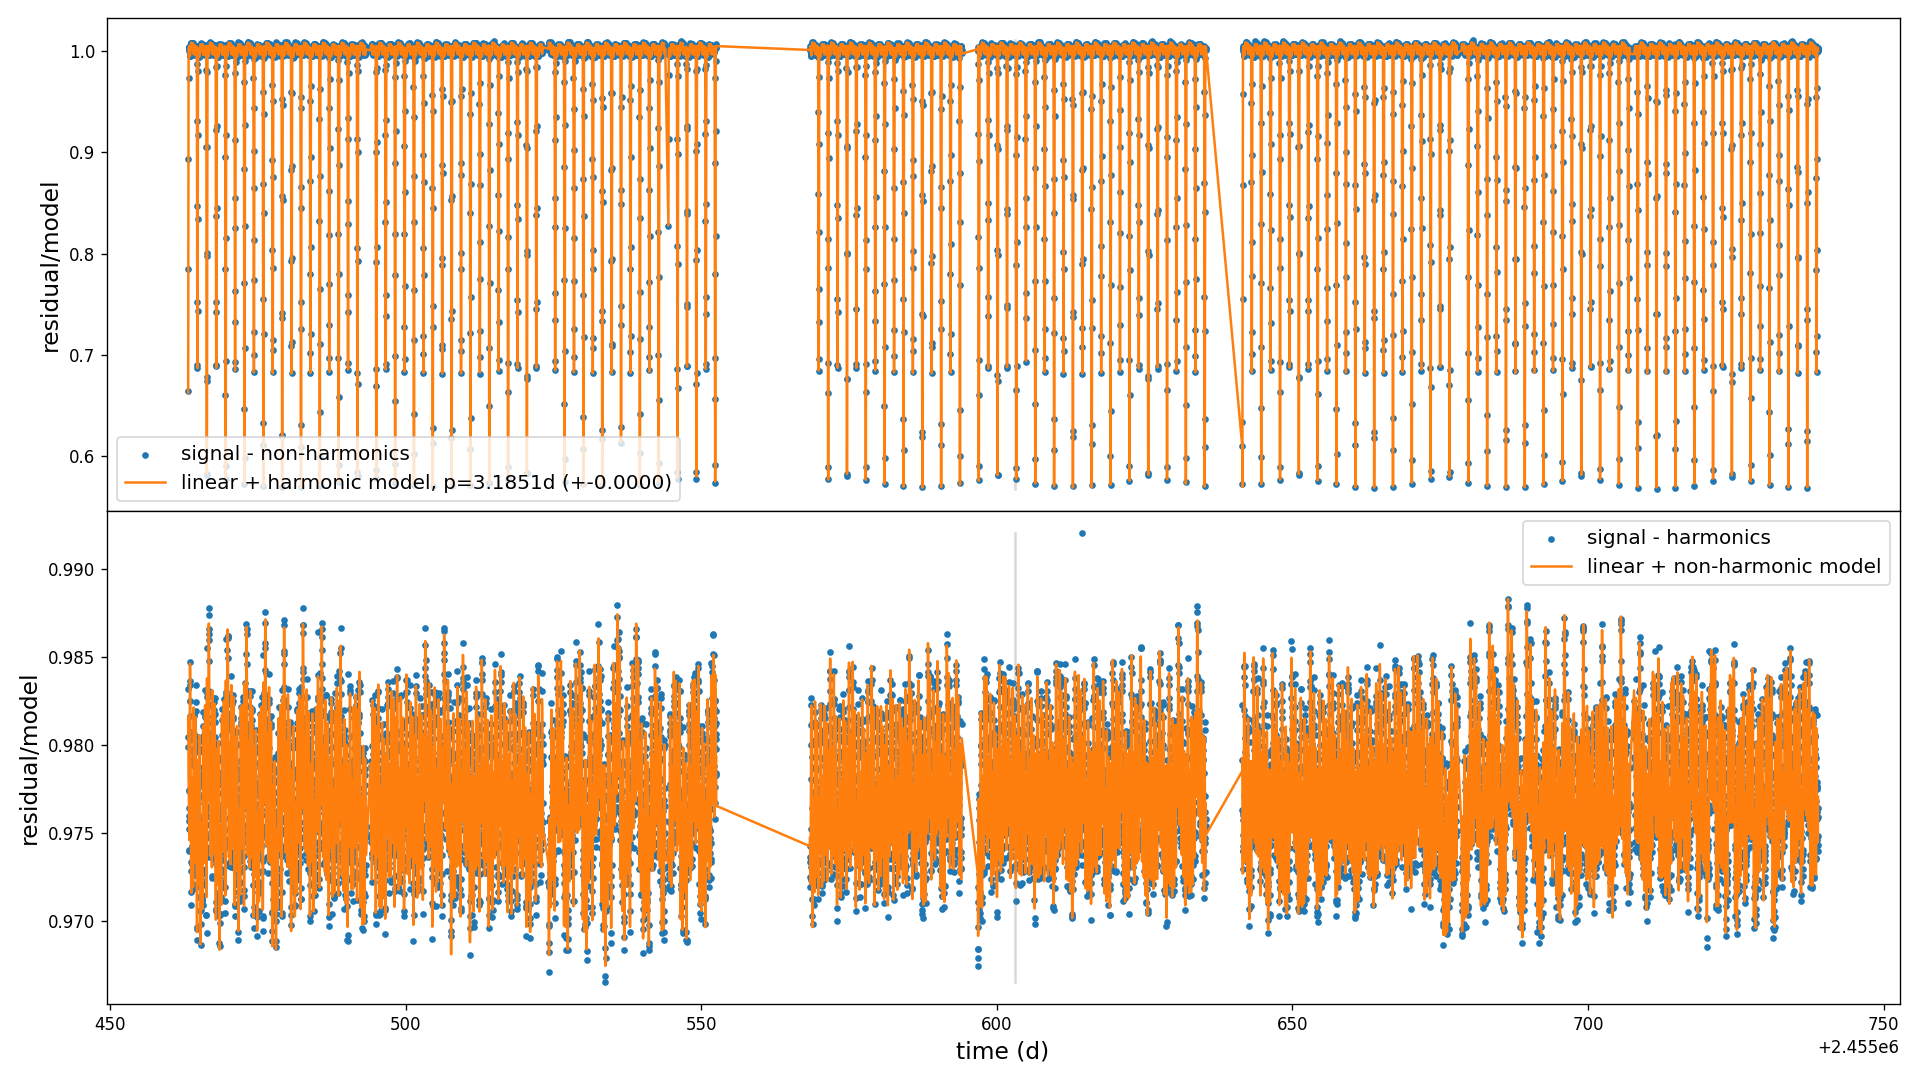 1.0
0.9
0.8
0.7
0.6
residual/model
signal - non-harmonics
linear + harmonic model, p=3.1851d (+-0.0000)
signal - harmonics
linear + non-harmonic model
0.990
0.985
0.980
0.975
0.970
residual/model
450 500 550 600 650 700 750
time (d)
+2.455e6